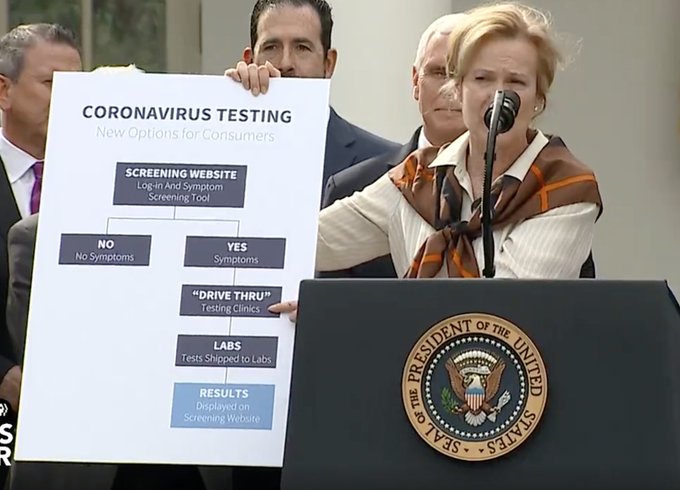 CORONAVIRUS TESTING
New Options for Consumers
SCREENING WEBSITE
Log-in And Symptom
Screening Tool
NO
No Symptoms
YES
Symptoms
"DRIVE THRU"
Testing Clinics
LABS
Tests Shipped to Labs
RESULTS
Displayed on
Screening Website
SEAL OF THE PRESIDENT OF THE UNITED STATES
S
R